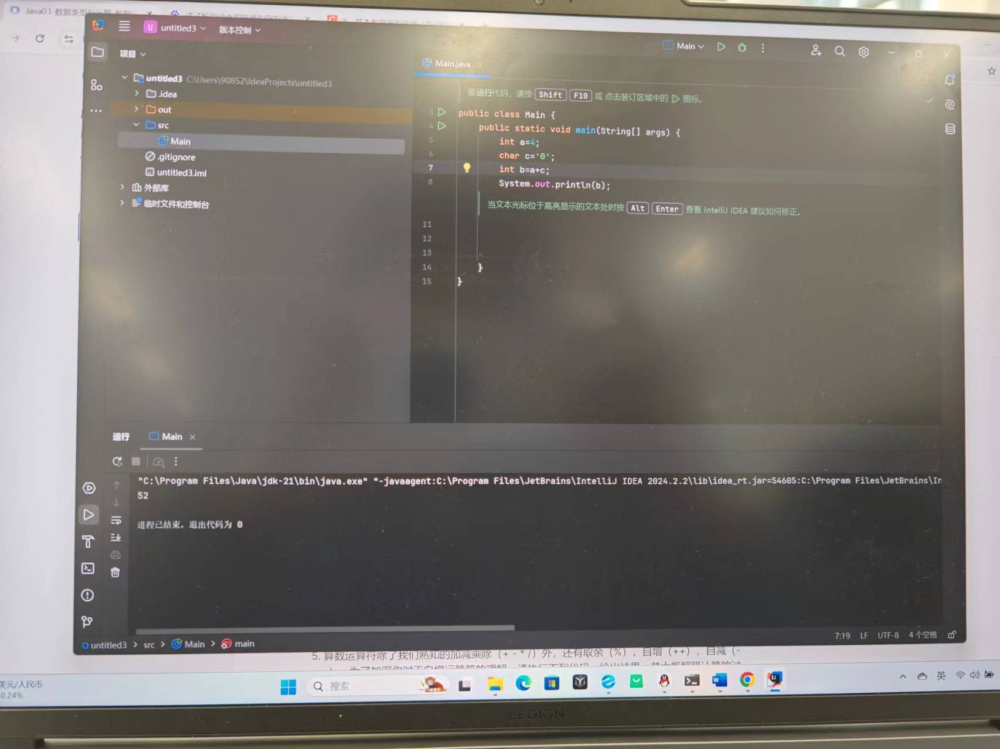 Java03-数据类型与运算
untitled3
版本控制
Main
项目
Main.java
untitled3 C:\Users\90852\IdeaProjects\untitled3
.idea
out
src
Main
.gitignore
untitled3.iml
外部库
临时文件和控制台
要运行代码，请按 Shift F10 或 点击装订区域中的 图标。
3 public class Main {
4 public static void main(String[] args) {
5 int a=4;
6 char c='0';
7 int b=a+c;
8 System.out.println(b);
当文本光标位于高亮显示的文本处时按 Alt Enter 查看 IntelliJ IDEA 建议如何修正。
11
12
13
14 }
15 }
运行 Main
"C:\Program Files\Java\jdk-21\bin\java.exe" "-javaagent:C:\Program Files\JetBrains\IntelliJ IDEA 2024.2.2\lib\idea_rt.jar=54605:C:\Program Files\JetBrains\In
52
进程已结束，退出代码为 0
untitled3 > src > Main > main
7:19 LF UTF-8 4 个空格
5. 算数运算符除了我们熟知的加减乘除（+ - * /）外，还有取余（%），自增（++），自减（-
美元/人民币
-0.24%
搜索
英
LEGION